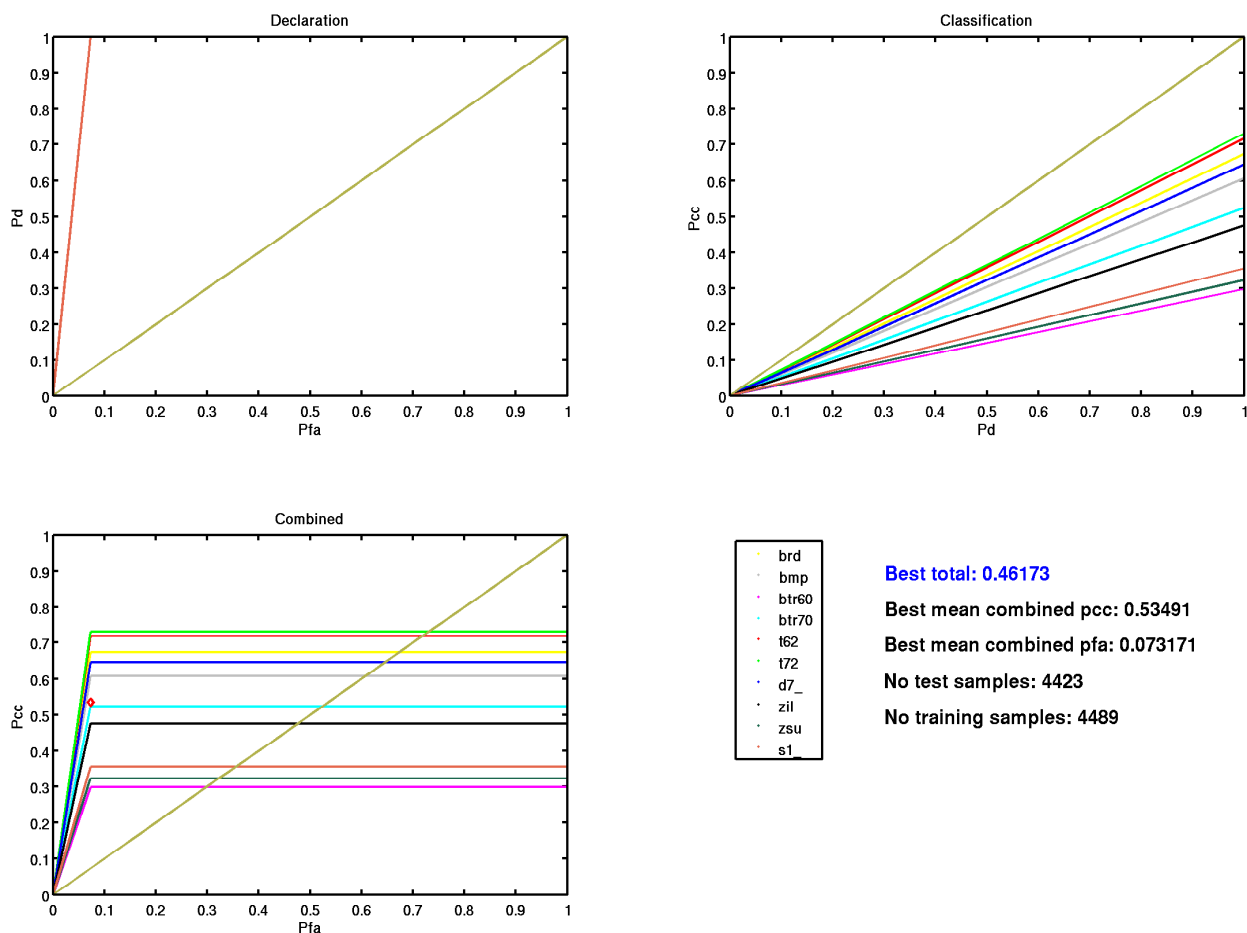 Declaration
1
0.9
0.8
0.7
0.6
0.5
0.4
0.3
0.2
0.1
0
Pd
0 0.1 0.2 0.3 0.4 0.5 0.6 0.7 0.8 0.9 1
Pfa
Classification
1
0.9
0.8
0.7
0.6
0.5
0.4
0.3
0.2
0.1
0
Pcc
0 0.1 0.2 0.3 0.4 0.5 0.6 0.7 0.8 0.9 1
Pd
Combined
1
0.9
0.8
0.7
0.6
0.5
0.4
0.3
0.2
0.1
0
Pcc
0 0.1 0.2 0.3 0.4 0.5 0.6 0.7 0.8 0.9 1
Pfa
brd
bmp
btr60
btr70
t62
t72
d7_
zil
zsu
s1_
Best total: 0.46173
Best mean combined pcc: 0.53491
Best mean combined pfa: 0.073171
No test samples: 4423
No training samples: 4489